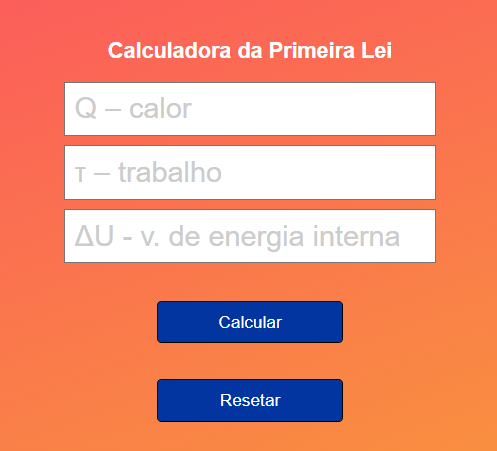 Calculadora da Primeira Lei
Q – calor
τ – trabalho
ΔU - v. de energia interna
Calcular
Resetar